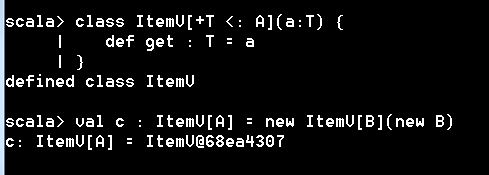 scala> class ItemV[+T <: A](a:T) {
     |     def get : T = a
     | }
defined class ItemV
scala> val c : ItemV[A] = new ItemV[B](new B)
c: ItemV[A] = ItemV@68ea4307